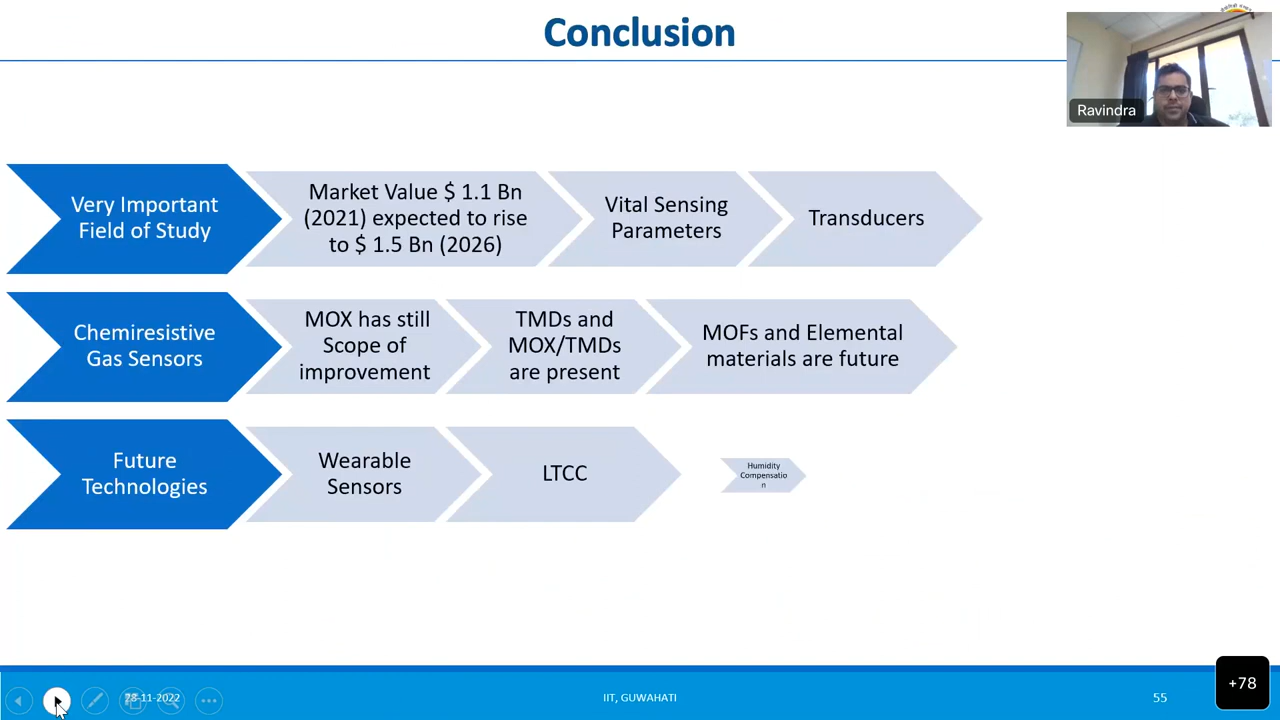 Conclusion
Ravindra
Very Important
Field of Study
Market Value $ 1.1 Bn
(2021) expected to rise
to $ 1.5 Bn (2026)
Vital Sensing
Parameters
Transducers
Chemiresistive
Gas Sensors
MOX has still
Scope of
improvement
TMDs and
MOX/TMDs
are present
MOFs and Elemental
materials are future
Future
Technologies
Wearable
Sensors
LTCC
Humidity
Compensatio
n
28-11-2022
IIT, GUWAHATI
55
+78